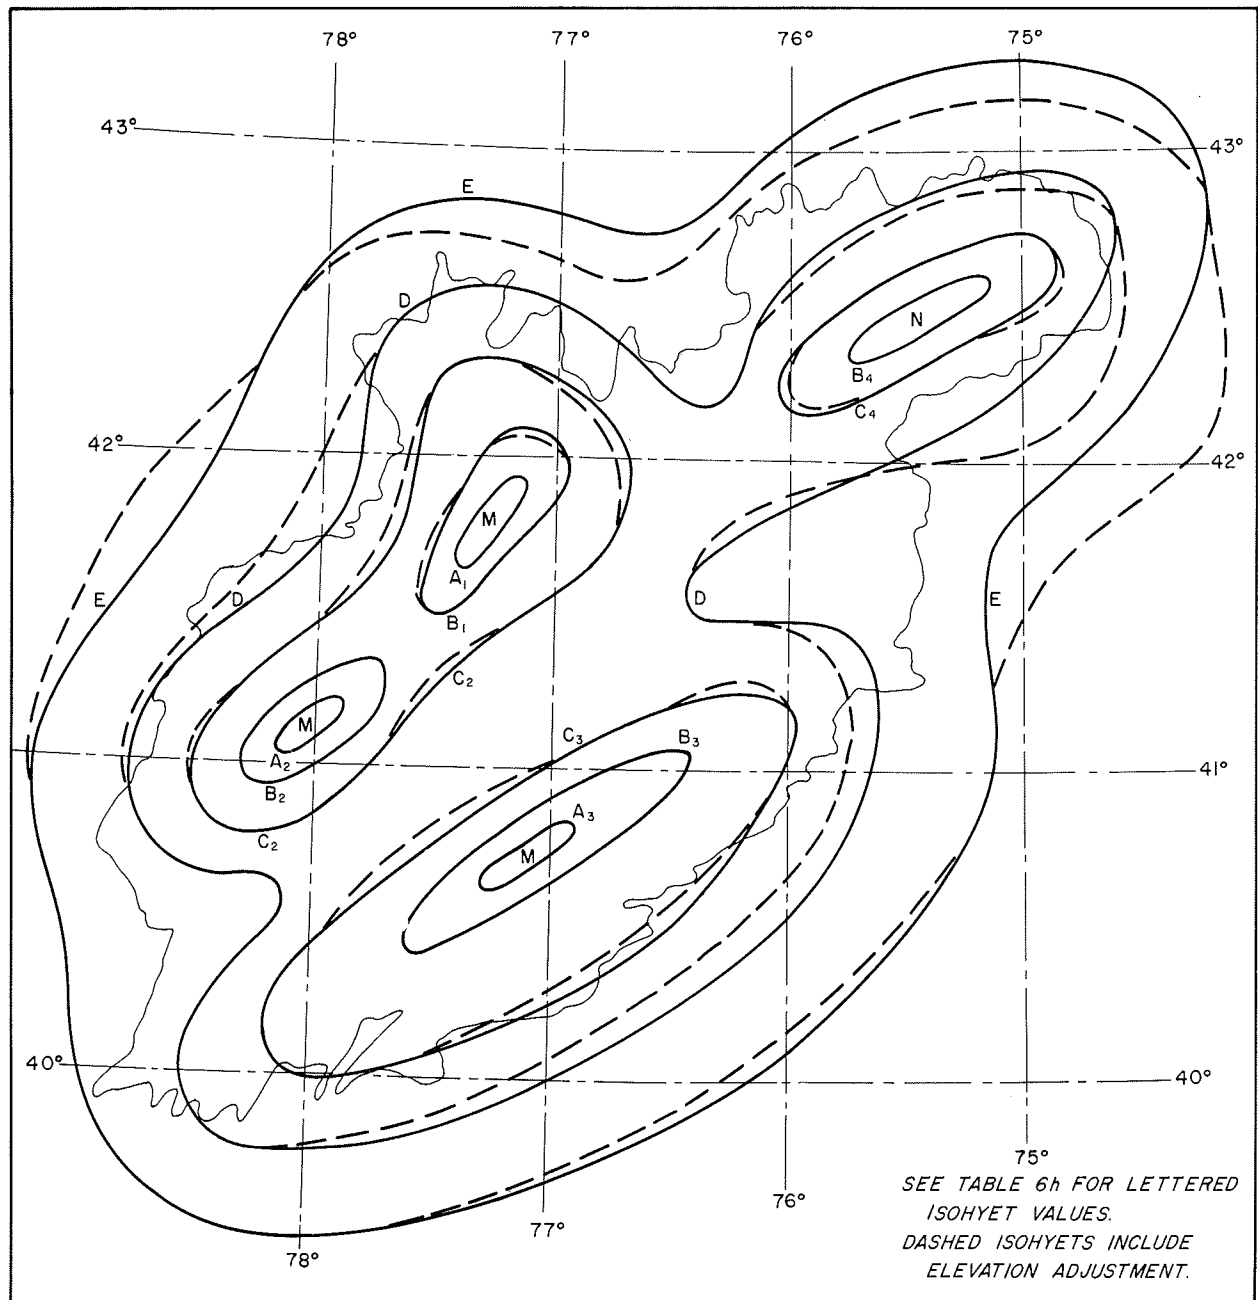 78° 77° 76° 75°
43°
43°
E
D
N
B₄
C₄
42°
42°
M
A₁
B₁
E
D
D
E
C₂
M
A₂
B₂
C₂
C₃
B₃
A₃
M
41°
40°
40°
75°
76°
77°
78°
SEE TABLE 6h FOR LETTERED
ISOHYET VALUES.
DASHED ISOHYETS INCLUDE
ELEVATION ADJUSTMENT.